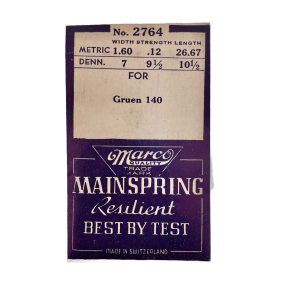 No. 2764
WIDTH STRENGTH LENGTH
METRIC 1.60 .12 26.67
DENN. 7 9½ 10½
FOR
Gruen 140
Marco
QUALITY
TRADE MARK
MAINSPRING
Resilient
BEST BY TEST
MADE IN SWITZERLAND